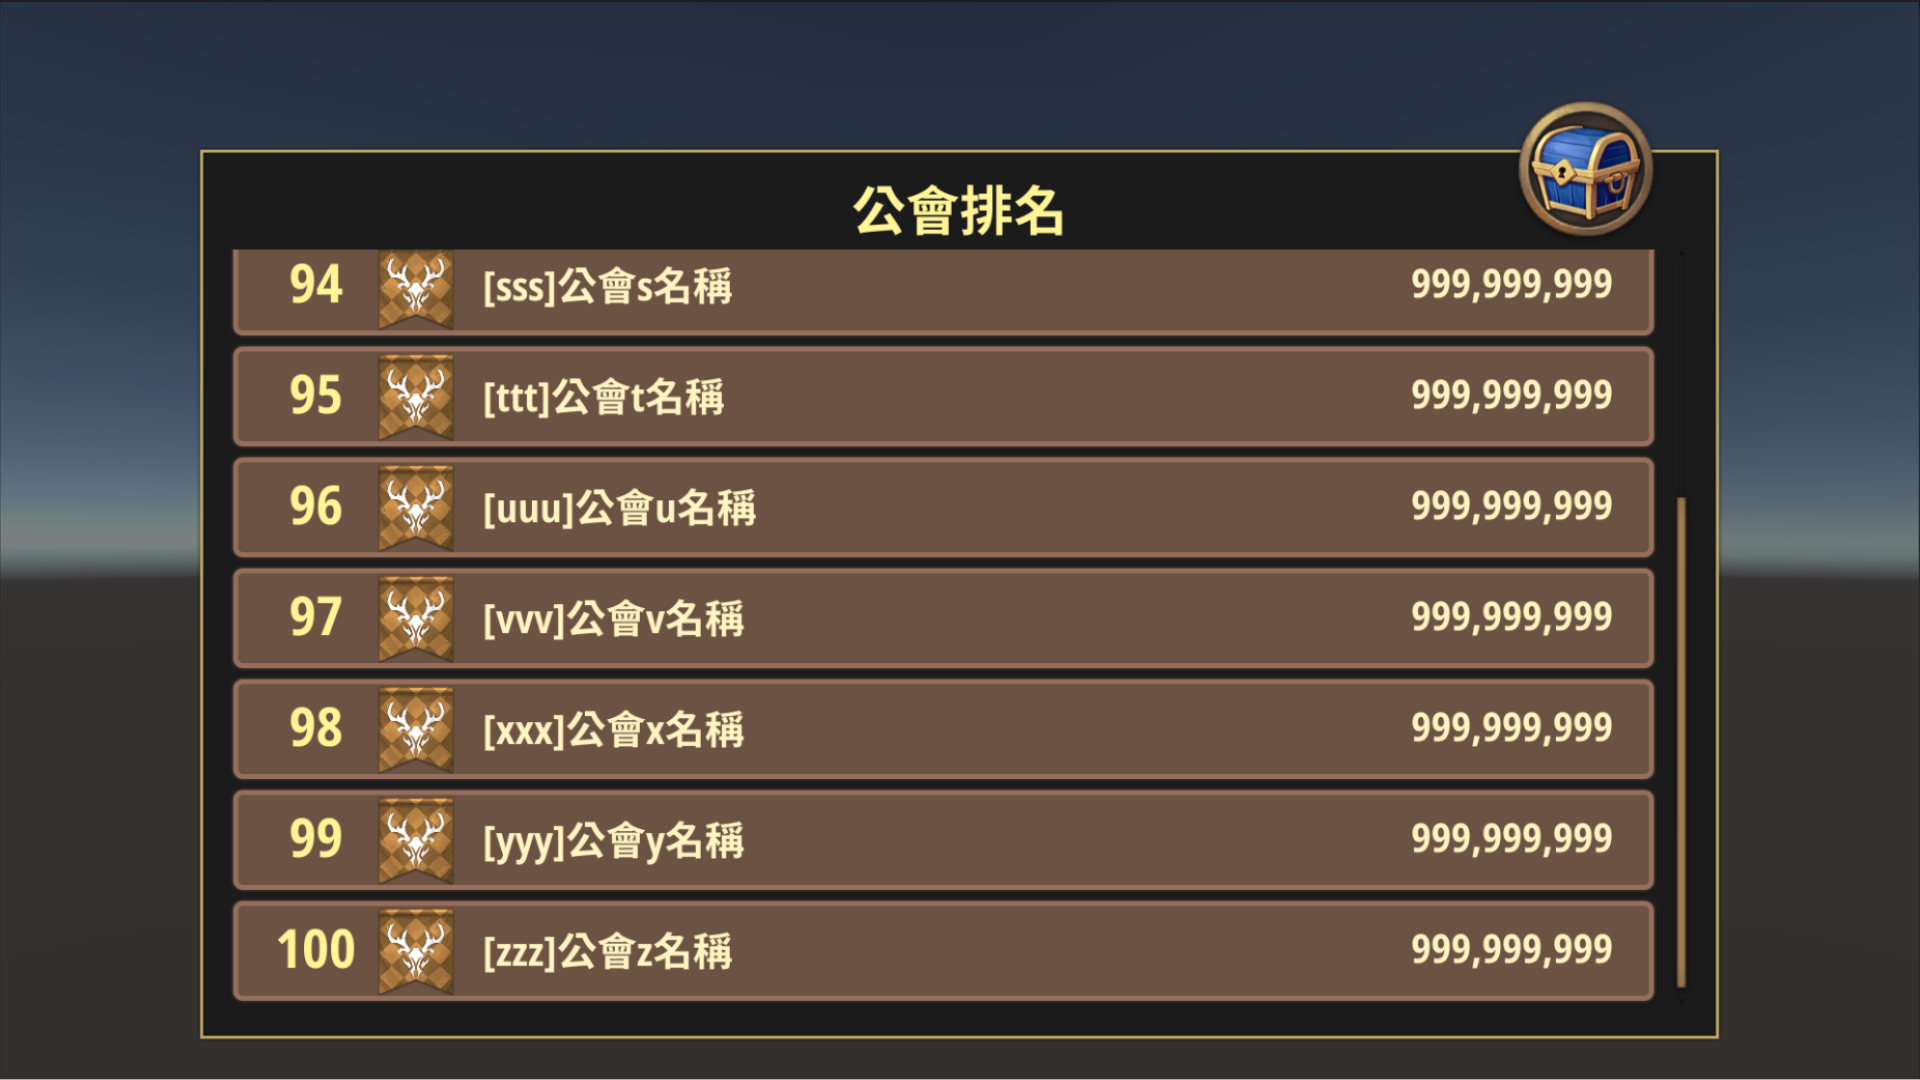 公會排名
94 [sss]公會s名稱 999,999,999
95 [ttt]公會t名稱 999,999,999
96 [uuu]公會u名稱 999,999,999
97 [vvv]公會v名稱 999,999,999
98 [xxx]公會x名稱 999,999,999
99 [yyy]公會y名稱 999,999,999
100 [zzz]公會z名稱 999,999,999